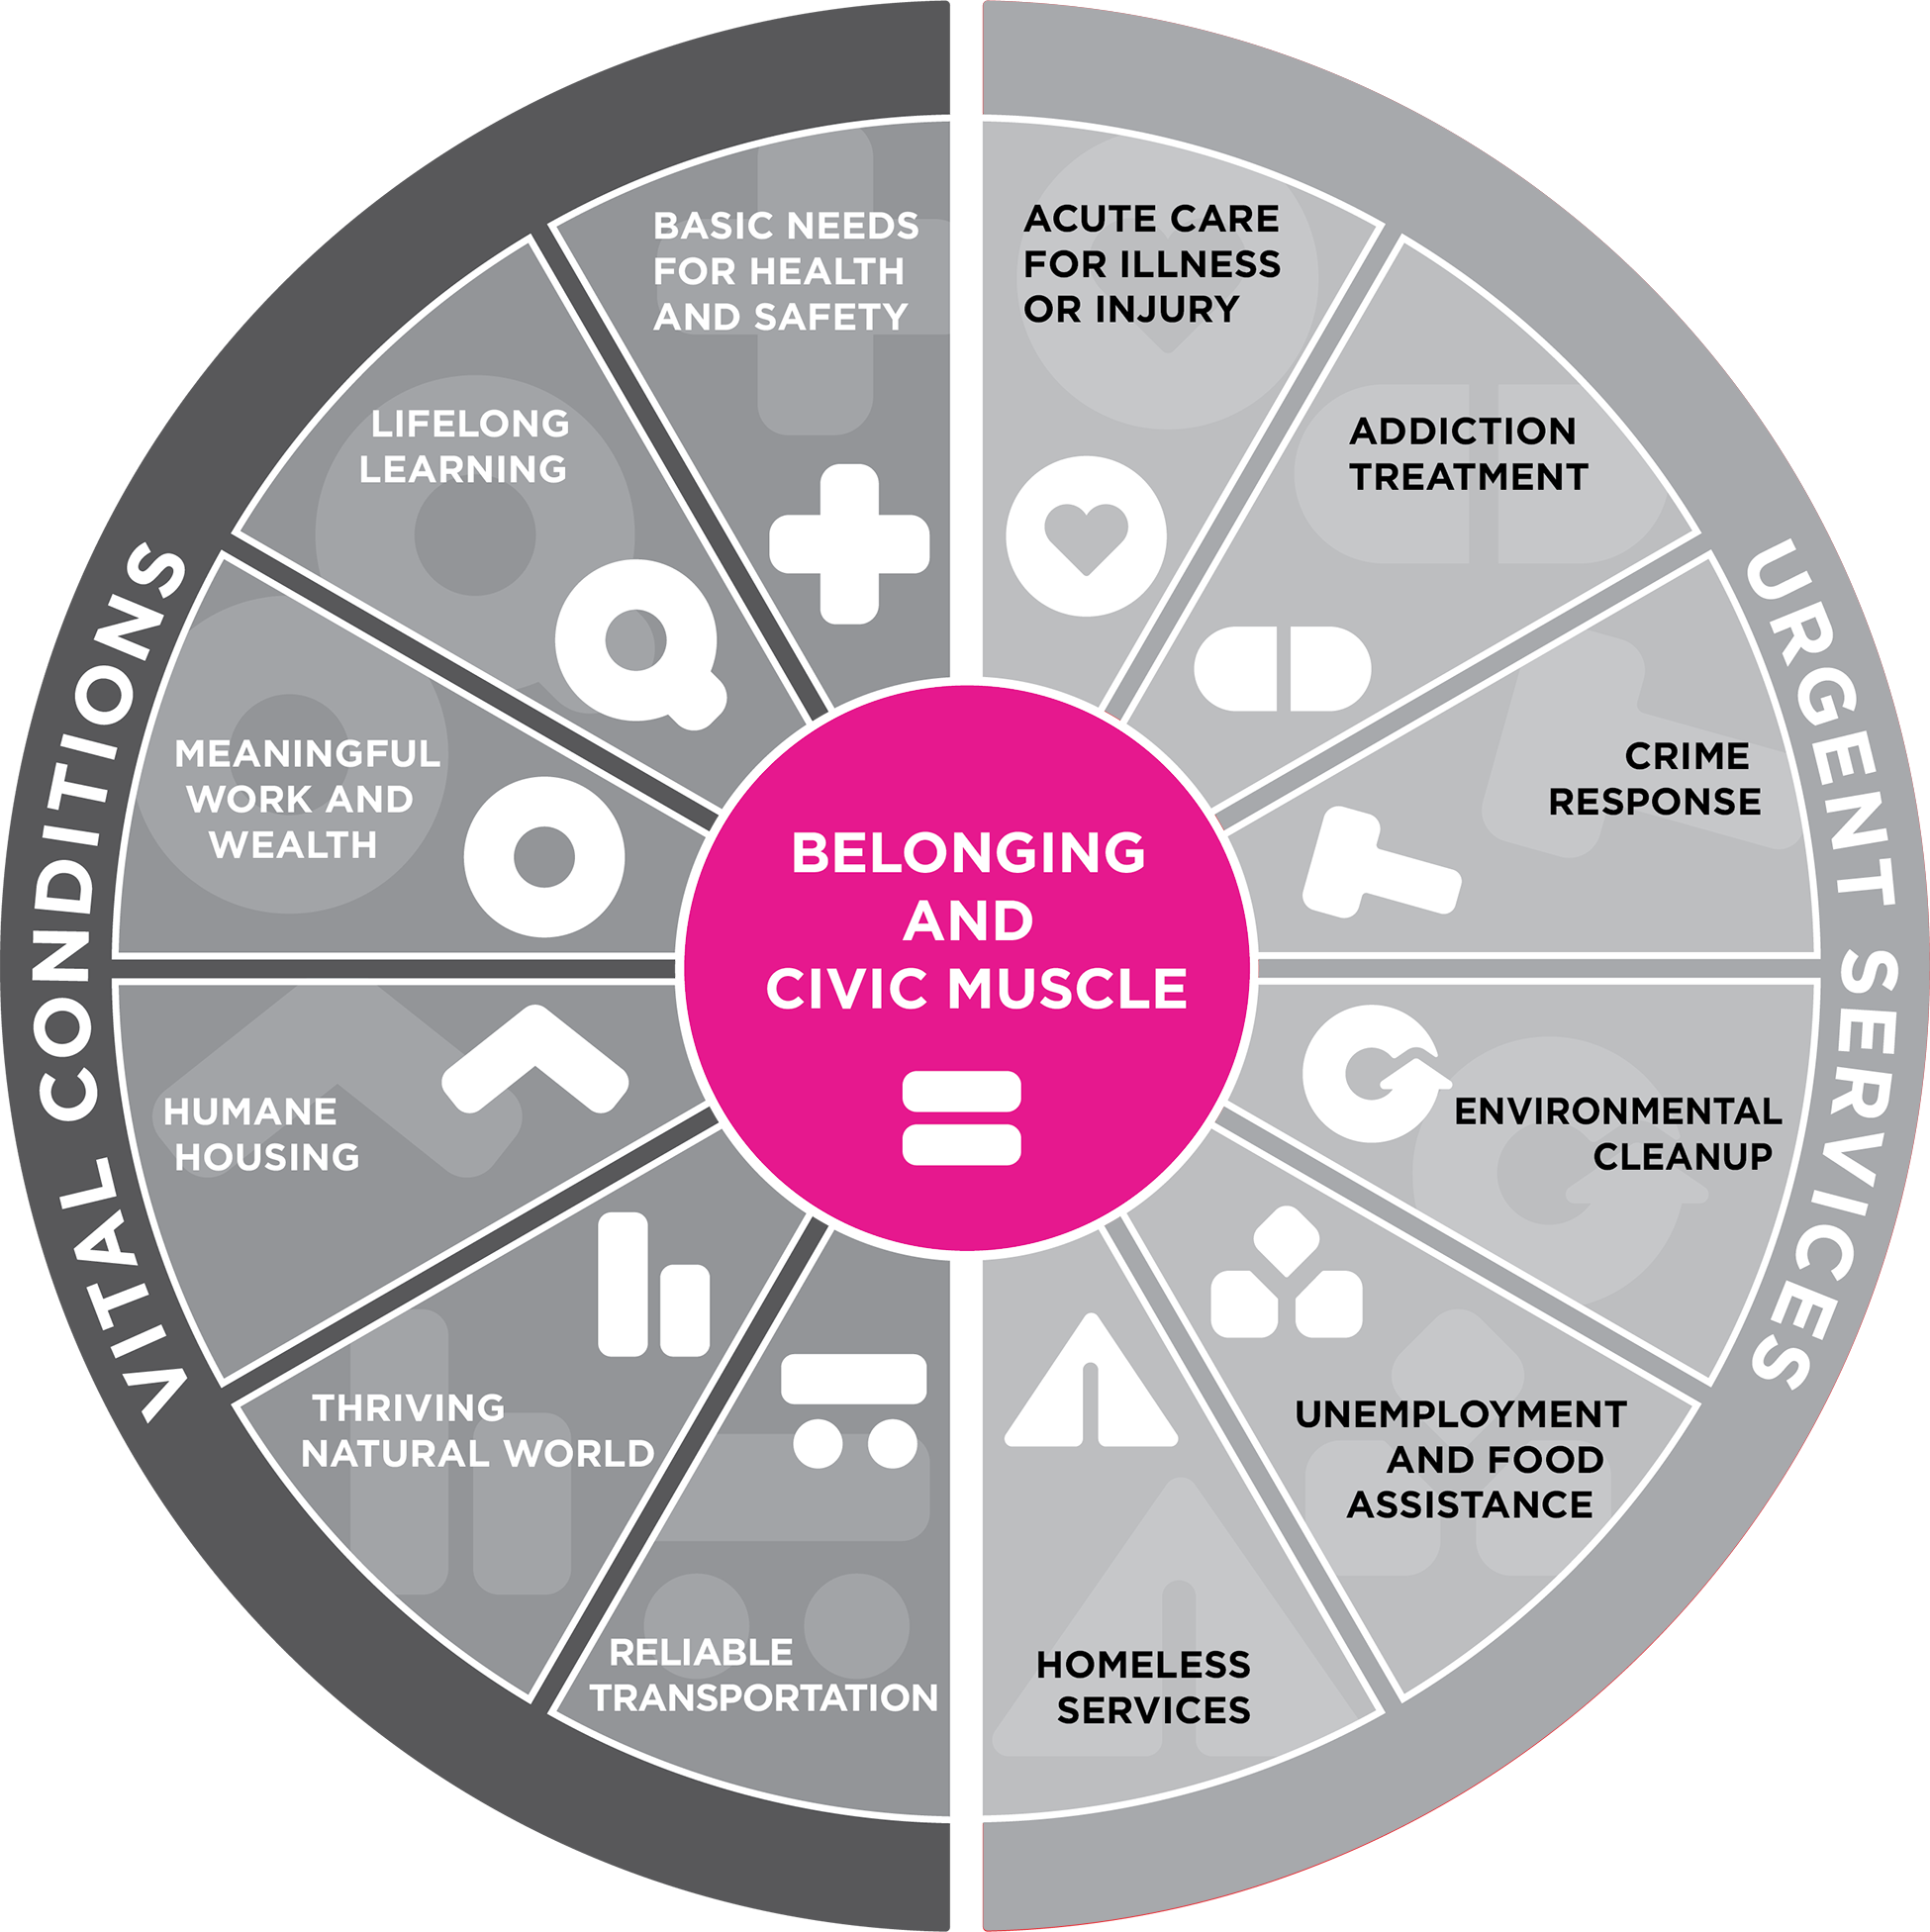 VITAL CONDITIONS
BASIC NEEDS
FOR HEALTH
AND SAFETY
LIFELONG
LEARNING
MEANINGFUL
WORK AND
WEALTH
HUMANE
HOUSING
THRIVING
NATURAL WORLD
RELIABLE
TRANSPORTATION
BELONGING
AND
CIVIC MUSCLE
URGENT SERVICES
ACUTE CARE
FOR ILLNESS
OR INJURY
ADDICTION
TREATMENT
CRIME
RESPONSE
ENVIRONMENTAL
CLEANUP
UNEMPLOYMENT
AND FOOD
ASSISTANCE
HOMELESS
SERVICES